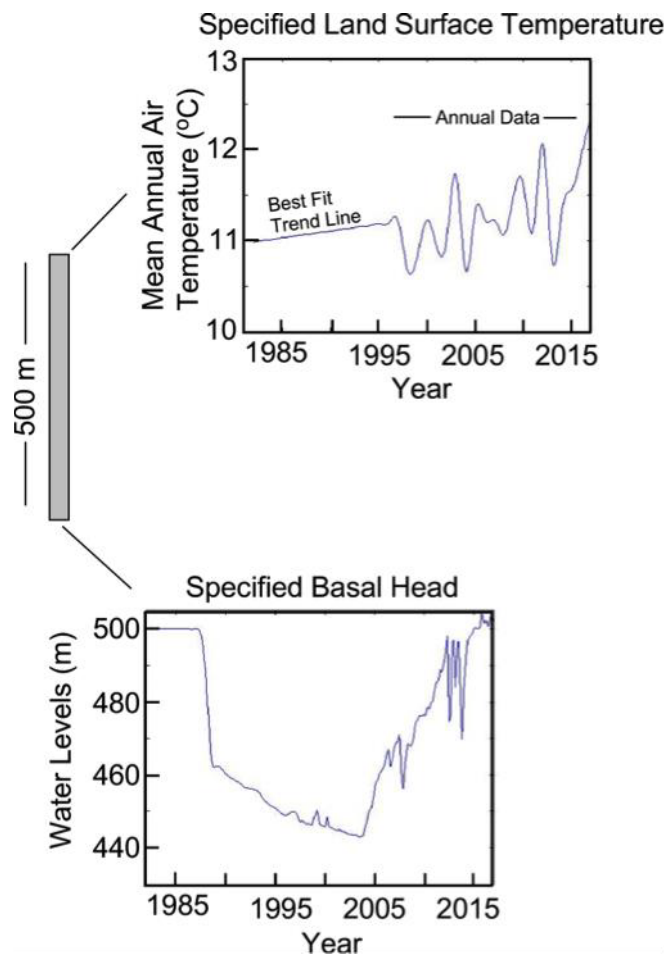 Specified Land Surface Temperature
Mean Annual Air
Temperature (ºC)
13
12
11
10
Annual Data
Best Fit
Trend Line
1985
1995
2005
2015
Year
500 m
Specified Basal Head
Water Levels (m)
500
480
460
440
1985
1995
2005
2015
Year